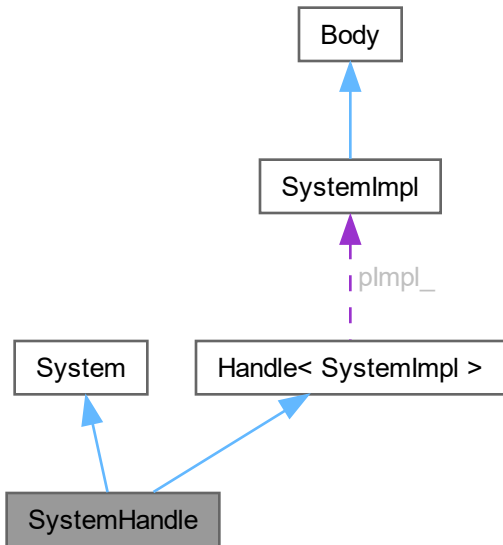 Body
SystemImpl
pImpl_
System
Handle< SystemImpl >
SystemHandle